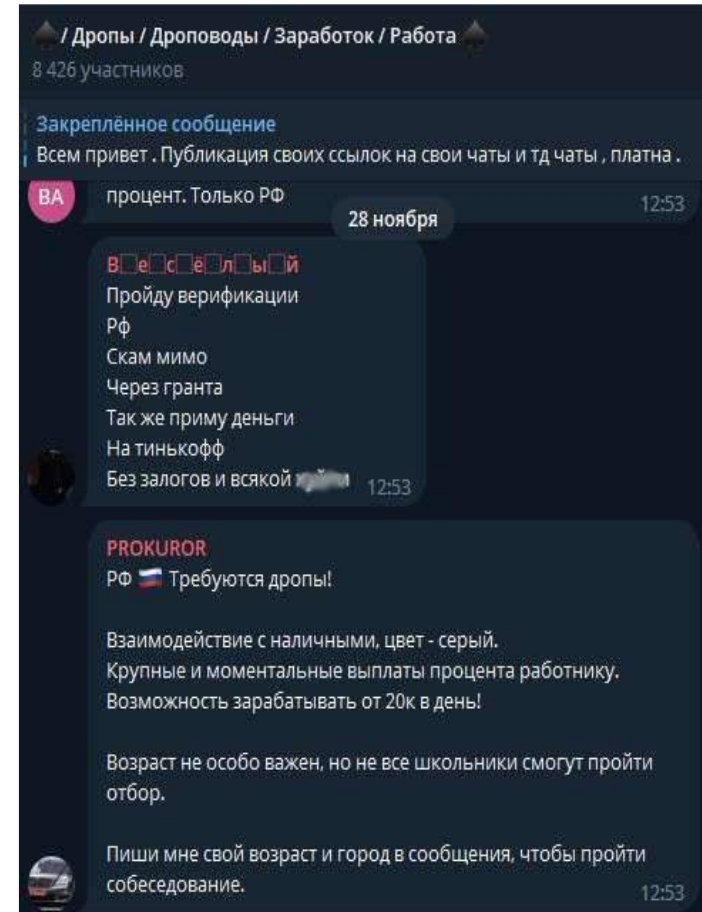 / Дропы / Дроповоды / Заработок / Работа
8 426 участников
Закреплённое сообщение
Всем привет . Публикация своих ссылок на свои чаты и тд чаты , платна .
ВА
процент. Только РФ
12:53
28 ноября
В□е□с□ё□л□ы□й
Пройду верификации
Рф
Скам мимо
Через гранта
Так же приму деньги
На тинькофф
Без залогов и всякой
12:53
PROKUROR
РФ 🇷🇺 Требуются дропы!
Взаимодействие с наличными, цвет - серый.
Крупные и моментальные выплаты процента работнику.
Возможность зарабатывать от 20к в день!
Возраст не особо важен, но не все школьники смогут пройти
отбор.
Пиши мне свой возраст и город в сообщения, чтобы пройти
собеседование.
12:53